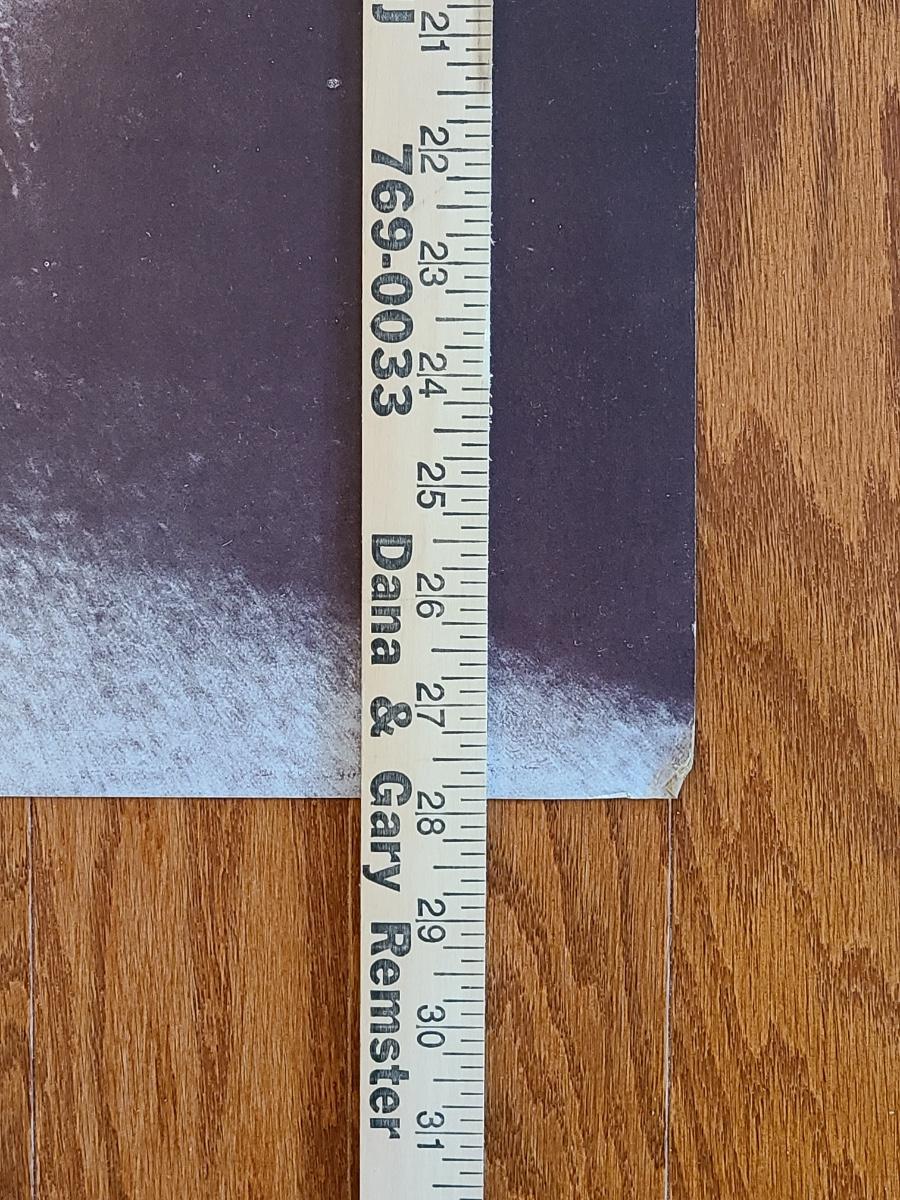 21 22 23 24 25 26 27 28 29 30 31
769-0033 Dana & Gary Remster